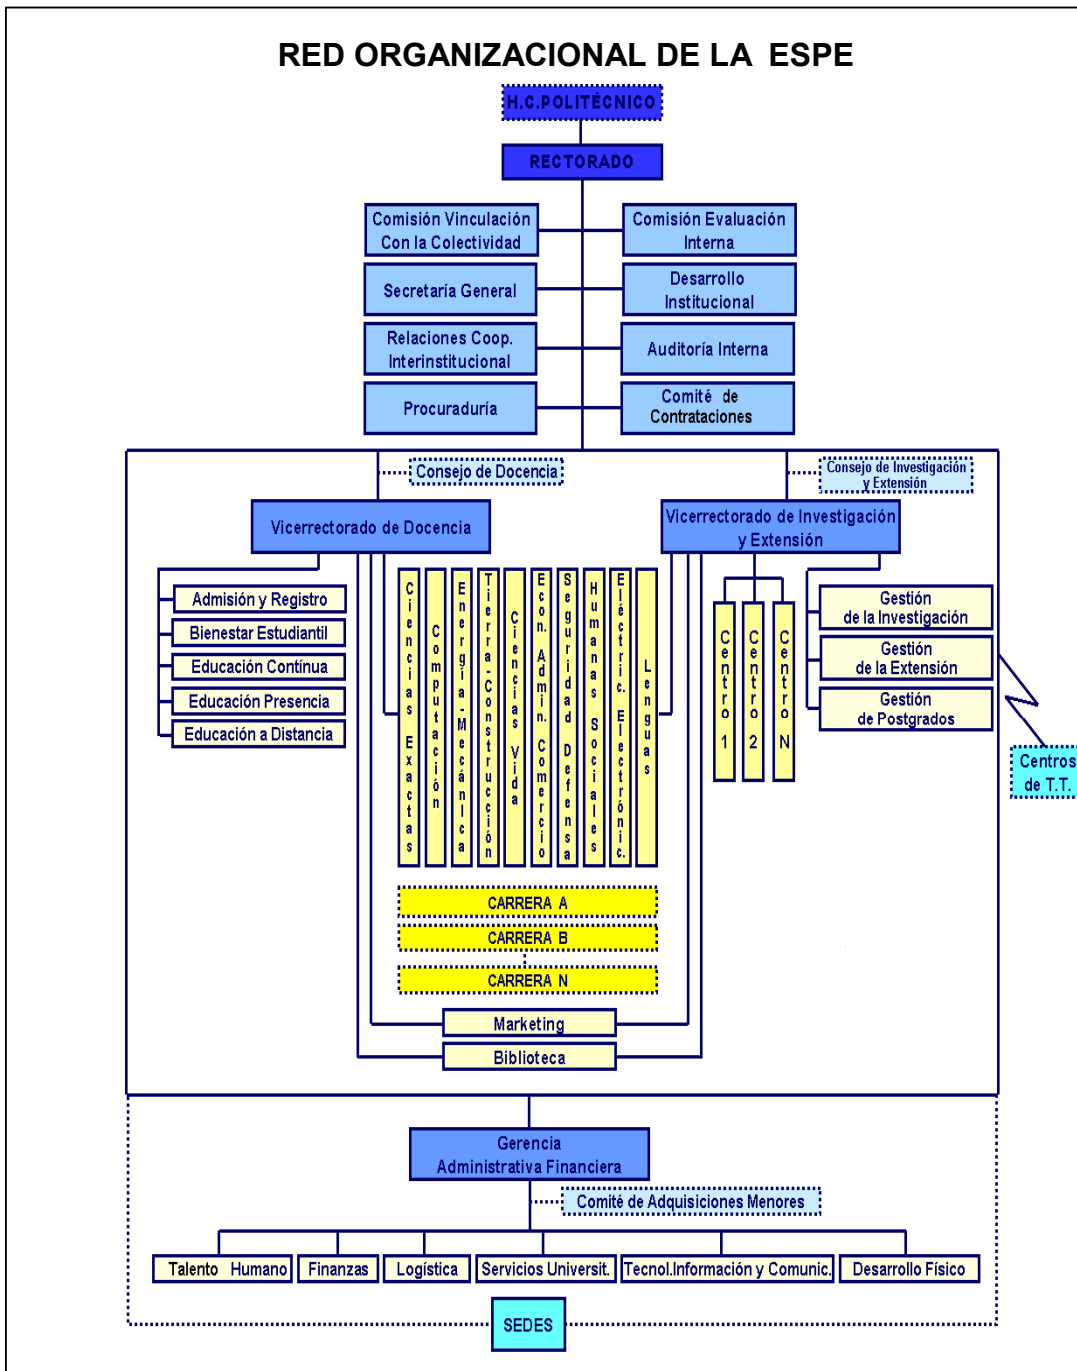 RED ORGANIZACIONAL DE LA ESPE
H.C.POLITÉCNICO
RECTORADO
Comisión Vinculación
Con la Colectividad
Comisión Evaluación
Interna
Secretaría General
Desarrollo
Institucional
Relaciones Coop.
Interinstitucional
Auditoría Interna
Procuraduría
Comité de
Contrataciones
Consejo de Docencia
Consejo de Investigación
y Extensión
Vicerrectorado de Docencia
Vicerrectorado de Investigación
y Extensión
Admisión y Registro
Bienestar Estudiantil
Educación Contínua
Educación Presencia
Educación a Distancia
Ciencias Exactas
Computación
Energía-Mecánica
Tierra-Construcción
Ciencias Vida
Econ. Admin. Comercio
Seguridad Defensa
Humanas Sociales
Eléctric. Electrónic.
Lenguas
Centro 1
Centro 2
Centro N
Gestión
de la Investigación
Gestión
de la Extensión
Gestión
de Postgrados
Centros
de T.T.
CARRERA A
CARRERA B
CARRERA N
Marketing
Biblioteca
Gerencia
Administrativa Financiera
Comité de Adquisiciones Menores
Talento Humano
Finanzas
Logística
Servicios Universit.
Tecnol.Información y Comunic.
Desarrollo Físico
SEDES